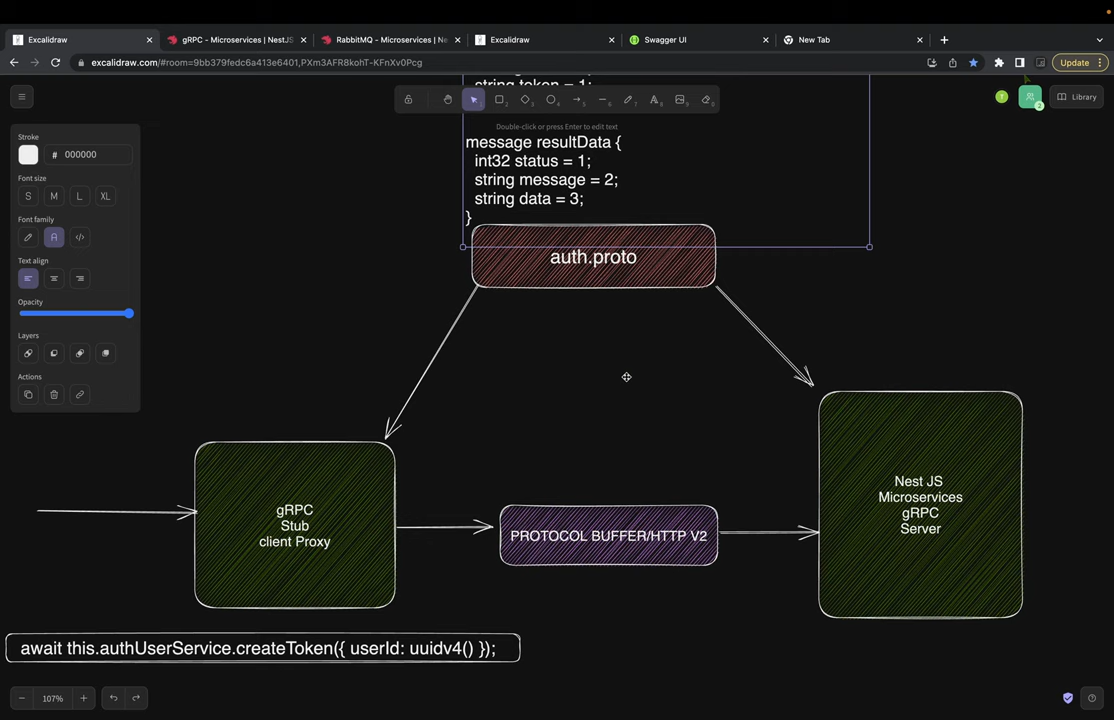 Excalidraw
gRPC - Microservices | NestJS
RabbitMQ - Microservices | Ne
Excalidraw
Swagger UI
New Tab
excalidraw.com/#room=9bb379fedc6a413e6401,PXm3AFR8kohT-KFnXv0Pcg
Update
string token = 1;
Library
Double-click or press Enter to edit text
message resultData {
int32 status = 1;
string message = 2;
string data = 3;
}
Stroke
# 000000
Font size
S M L XL
Font family
A
Text align
Opacity
Layers
Actions
auth.proto
gRPC
Stub
client Proxy
PROTOCOL BUFFER/HTTP V2
Nest JS
Microservices
gRPC
Server
await this.authUserService.createToken({ userId: uuidv4() });
107%